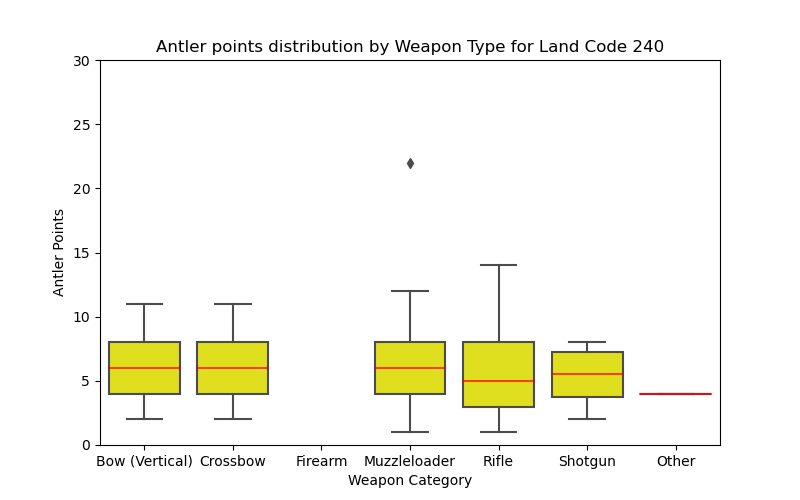 Antler points distribution by Weapon Type for Land Code 240
Antler Points
30
25
20
15
10
5
0
Bow (Vertical) Crossbow Firearm Muzzleloader Rifle Shotgun Other
Weapon Category